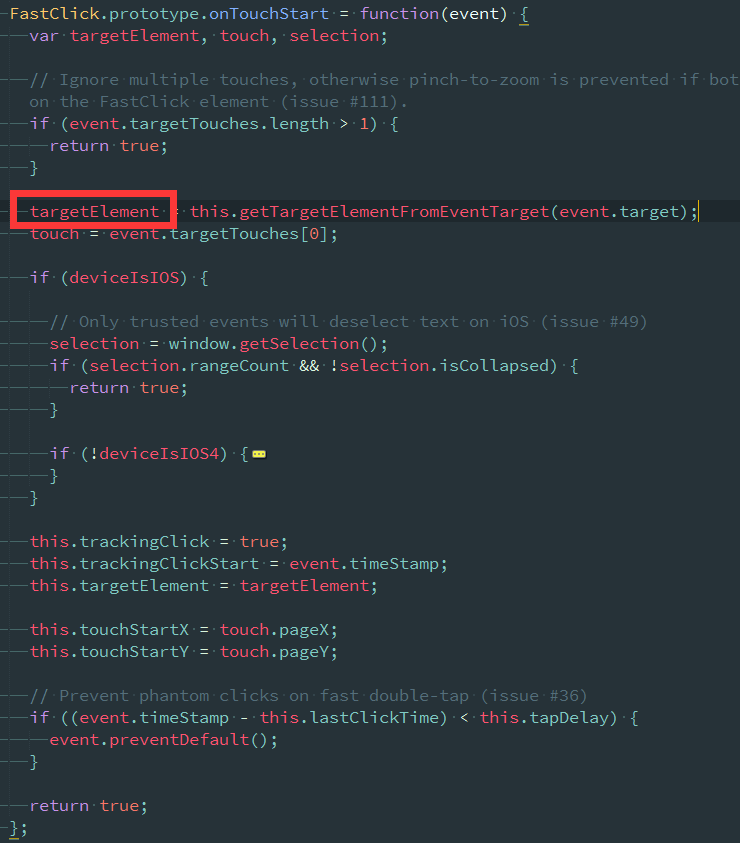 FastClick.prototype.onTouchStart = function(event) {
var targetElement, touch, selection;
// Ignore multiple touches, otherwise pinch-to-zoom is prevented if bot
on the FastClick element (issue #111).
if (event.targetTouches.length > 1) {
return true;
}
targetElement = this.getTargetElementFromEventTarget(event.target);
touch = event.targetTouches[0];
if (deviceIsIOS) {
// Only trusted events will deselect text on iOS (issue #49)
selection = window.getSelection();
if (selection.rangeCount && !selection.isCollapsed) {
return true;
}
if (!deviceIsIOS4) {
}
}
this.trackingClick = true;
this.trackingClickStart = event.timeStamp;
this.targetElement = targetElement;
this.touchStartX = touch.pageX;
this.touchStartY = touch.pageY;
// Prevent phantom clicks on fast double-tap (issue #36)
if ((event.timeStamp - this.lastClickTime) < this.tapDelay) {
event.preventDefault();
}
return true;
};